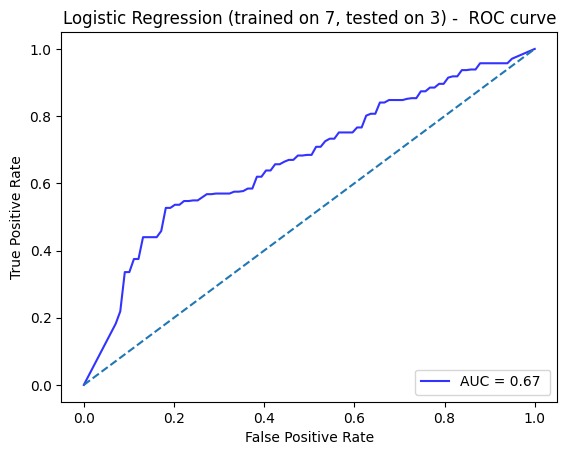 Logistic Regression (trained on 7, tested on 3) -  ROC curve
True Positive Rate
1.0
0.8
0.6
0.4
0.2
0.0
AUC = 0.67
0.0 0.2 0.4 0.6 0.8 1.0
False Positive Rate